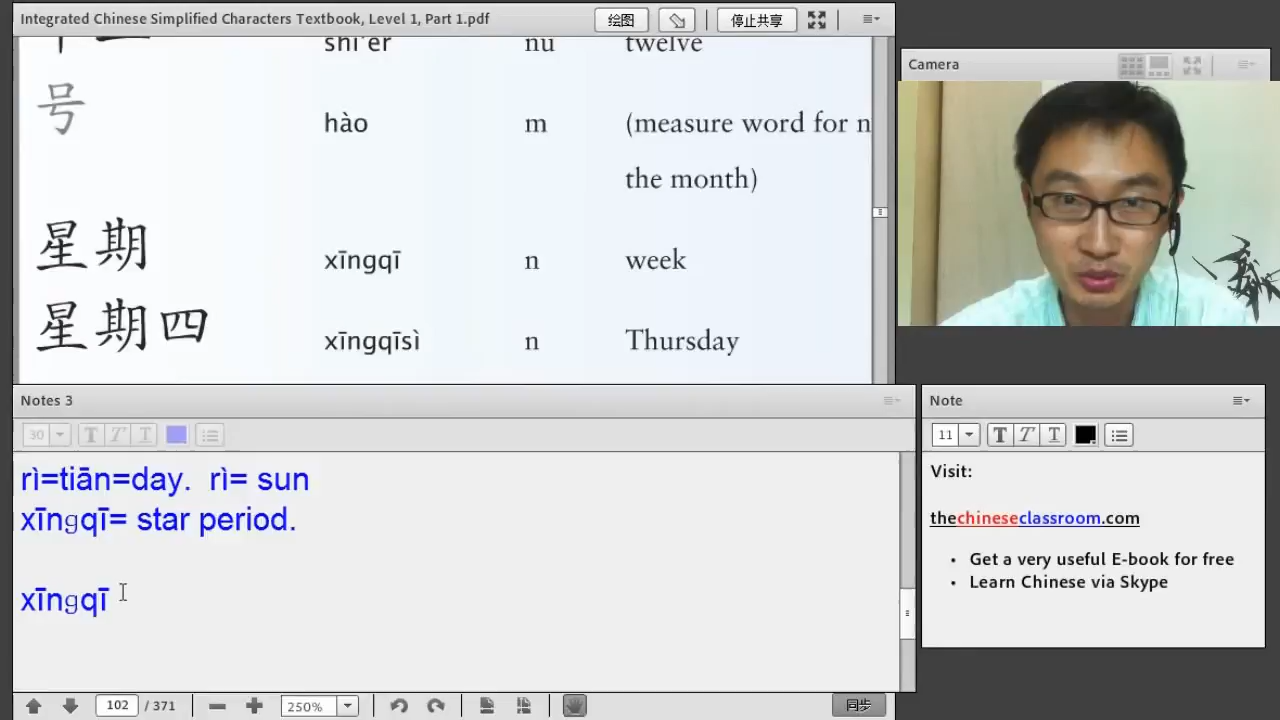 Integrated Chinese Simplified Characters Textbook, Level 1, Part 1.pdf
绘图
停止共享
shí'èr nu twelve
号 hào m (measure word for n
the month)
星期 xīngqī n week
星期四 xīngqīsì n Thursday
Camera
Notes 3
30 T T T
rì=tiān=day. rì= sun
xīngqī= star period.
xīngqī
102 / 371
250%
同步
Note
11 T T T
Visit:
thechineseclassroom.com
• Get a very useful E-book for free
• Learn Chinese via Skype